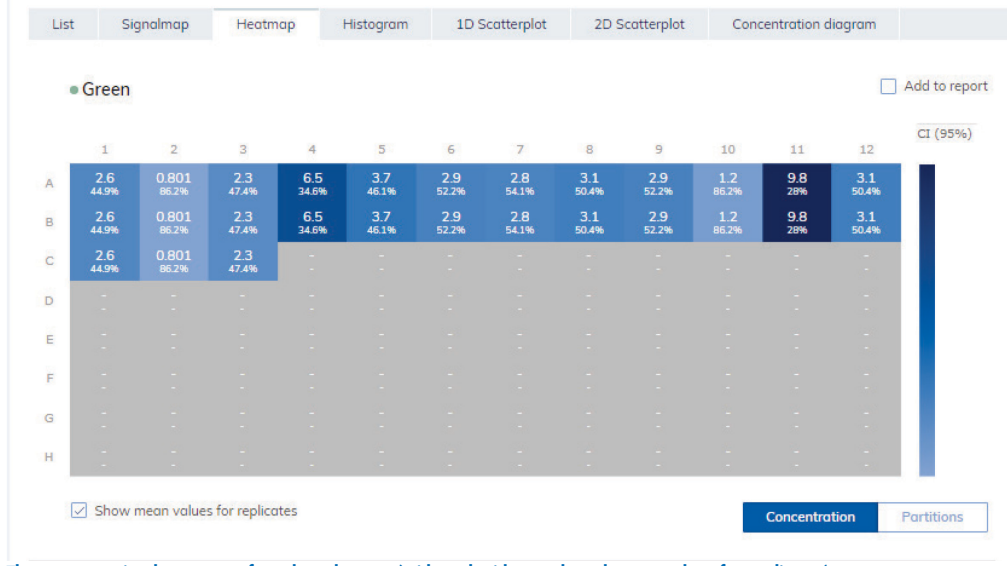 List Signalmap Heatmap Histogram 1D Scatterplot 2D Scatterplot Concentration diagram
Green
Add to report
CI (95%)
1 2 3 4 5 6 7 8 9 10 11 12
A 2.6 0.801 2.3 6.5 3.7 2.9 2.8 3.1 2.9 1.2 9.8 3.1
44.9% 86.2% 47.4% 34.6% 46.1% 52.2% 54.1% 50.4% 52.2% 86.2% 28% 50.4%
B 2.6 0.801 2.3 6.5 3.7 2.9 2.8 3.1 2.9 1.2 9.8 3.1
44.9% 86.2% 47.4% 34.6% 46.1% 52.2% 54.1% 50.4% 52.2% 86.2% 28% 50.4%
C 2.6 0.801 2.3 - - - - - - - - -
44.9% 86.2% 47.4% - - - - - - - - -
D - - - - - - - - - - - -
- - - - - - - - - - - -
E - - - - - - - - - - - -
- - - - - - - - - - - -
F - - - - - - - - - - - -
- - - - - - - - - - - -
G - - - - - - - - - - - -
- - - - - - - - - - - -
H - - - - - - - - - - - -
- - - - - - - - - - - -
Show mean values for replicates
Concentration Partitions